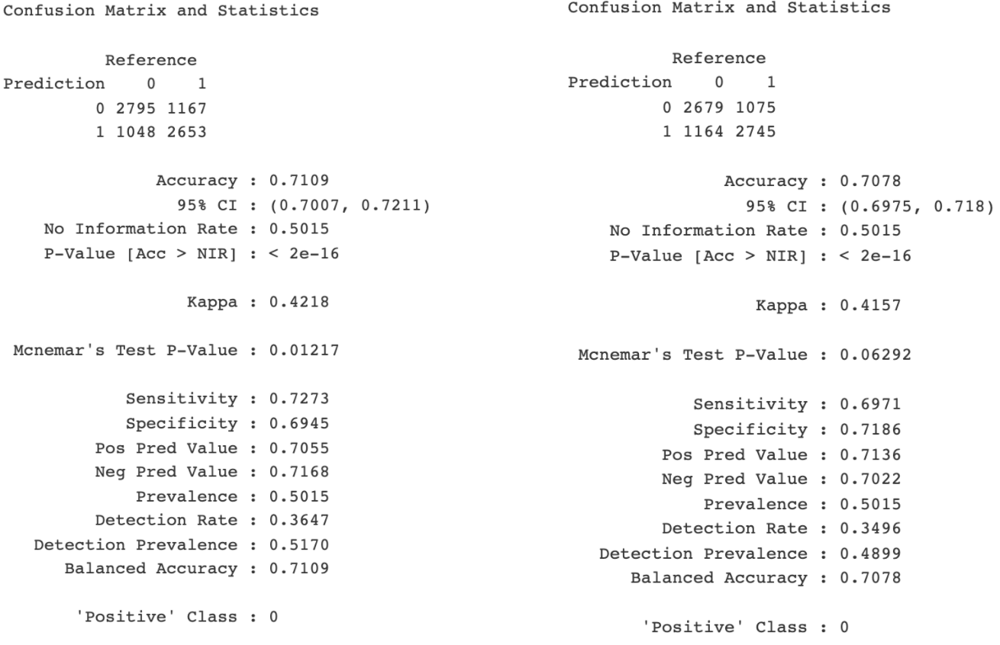 Confusion Matrix and Statistics
Reference
Prediction 0 1
0 2795 1167
1 1048 2653
Accuracy : 0.7109
95% CI : (0.7007, 0.7211)
No Information Rate : 0.5015
P-Value [Acc > NIR] : < 2e-16
Kappa : 0.4218
Mcnemar's Test P-Value : 0.01217
Sensitivity : 0.7273
Specificity : 0.6945
Pos Pred Value : 0.7055
Neg Pred Value : 0.7168
Prevalence : 0.5015
Detection Rate : 0.3647
Detection Prevalence : 0.5170
Balanced Accuracy : 0.7109
'Positive' Class : 0
Confusion Matrix and Statistics
Reference
Prediction 0 1
0 2679 1075
1 1164 2745
Accuracy : 0.7078
95% CI : (0.6975, 0.718)
No Information Rate : 0.5015
P-Value [Acc > NIR] : < 2e-16
Kappa : 0.4157
Mcnemar's Test P-Value : 0.06292
Sensitivity : 0.6971
Specificity : 0.7186
Pos Pred Value : 0.7136
Neg Pred Value : 0.7022
Prevalence : 0.5015
Detection Rate : 0.3496
Detection Prevalence : 0.4899
Balanced Accuracy : 0.7078
'Positive' Class : 0